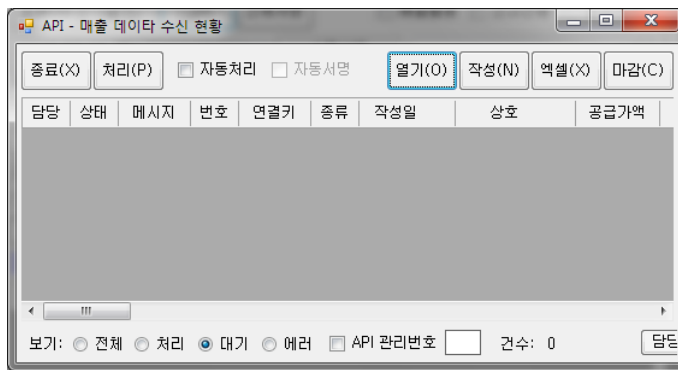 API - 매출 데이타 수신 현황
종료(X) 처리(P) 자동처리 자동서명 열기(O) 작성(N) 엑셀(X) 마감(C)
담당 상태 메시지 번호 연결키 종류 작성일 상호 공급가액
보기: 전체 처리 대기 에러 API 관리번호 건수: 0 담당